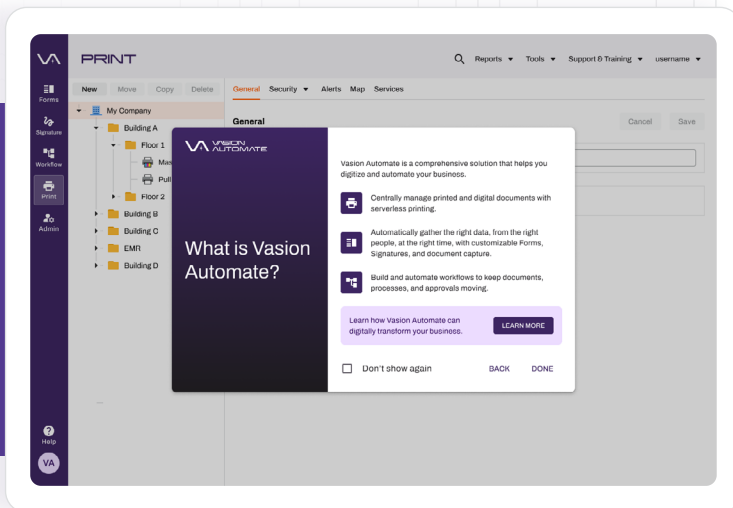 PRINT
Reports Tools Support & Training username
Forms
Signature
Workflow
Print
Admin
Help
VA
New Move Copy Delete
My Company
Building A
Floor 1
Floor 2
Building B
Building C
EMR
Building D
General Security Alerts Map Services
General
Cancel Save
VASION
AUTOMATE
What is Vasion
Automate?
Vasion Automate is a comprehensive solution that helps you
digitize and automate your business.
Centrally manage printed and digital documents with
serverless printing.
Automatically gather the right data, from the right
people, at the right time, with customizable Forms,
Signatures, and document capture.
Build and automate workflows to keep documents,
processes, and approvals moving.
Learn how Vasion Automate can
digitally transform your business.
LEARN MORE
Don't show again
BACK DONE